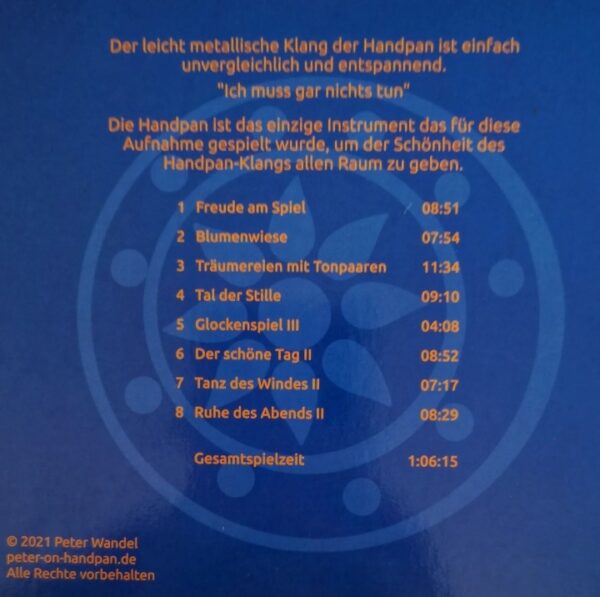 Der leicht metallische Klang der Handpan ist einfach
unvergleichlich und entspannend.
"Ich muss gar nichts tun"
Die Handpan ist das einzige Instrument das für diese
Aufnahme gespielt wurde, um der Schönheit des
Handpan-Klangs allen Raum zu geben.
1 Freude am Spiel 08:51
2 Blumenwiese 07:54
3 Träumereien mit Tonpaaren 11:34
4 Tal der Stille 09:10
5 Glockenspiel III 04:08
6 Der schöne Tag II 08:52
7 Tanz des Windes II 07:17
8 Ruhe des Abends II 08:29
Gesamtspielzeit 1:06:15
© 2021 Peter Wandel
peter-on-handpan.de
Alle Rechte vorbehalten